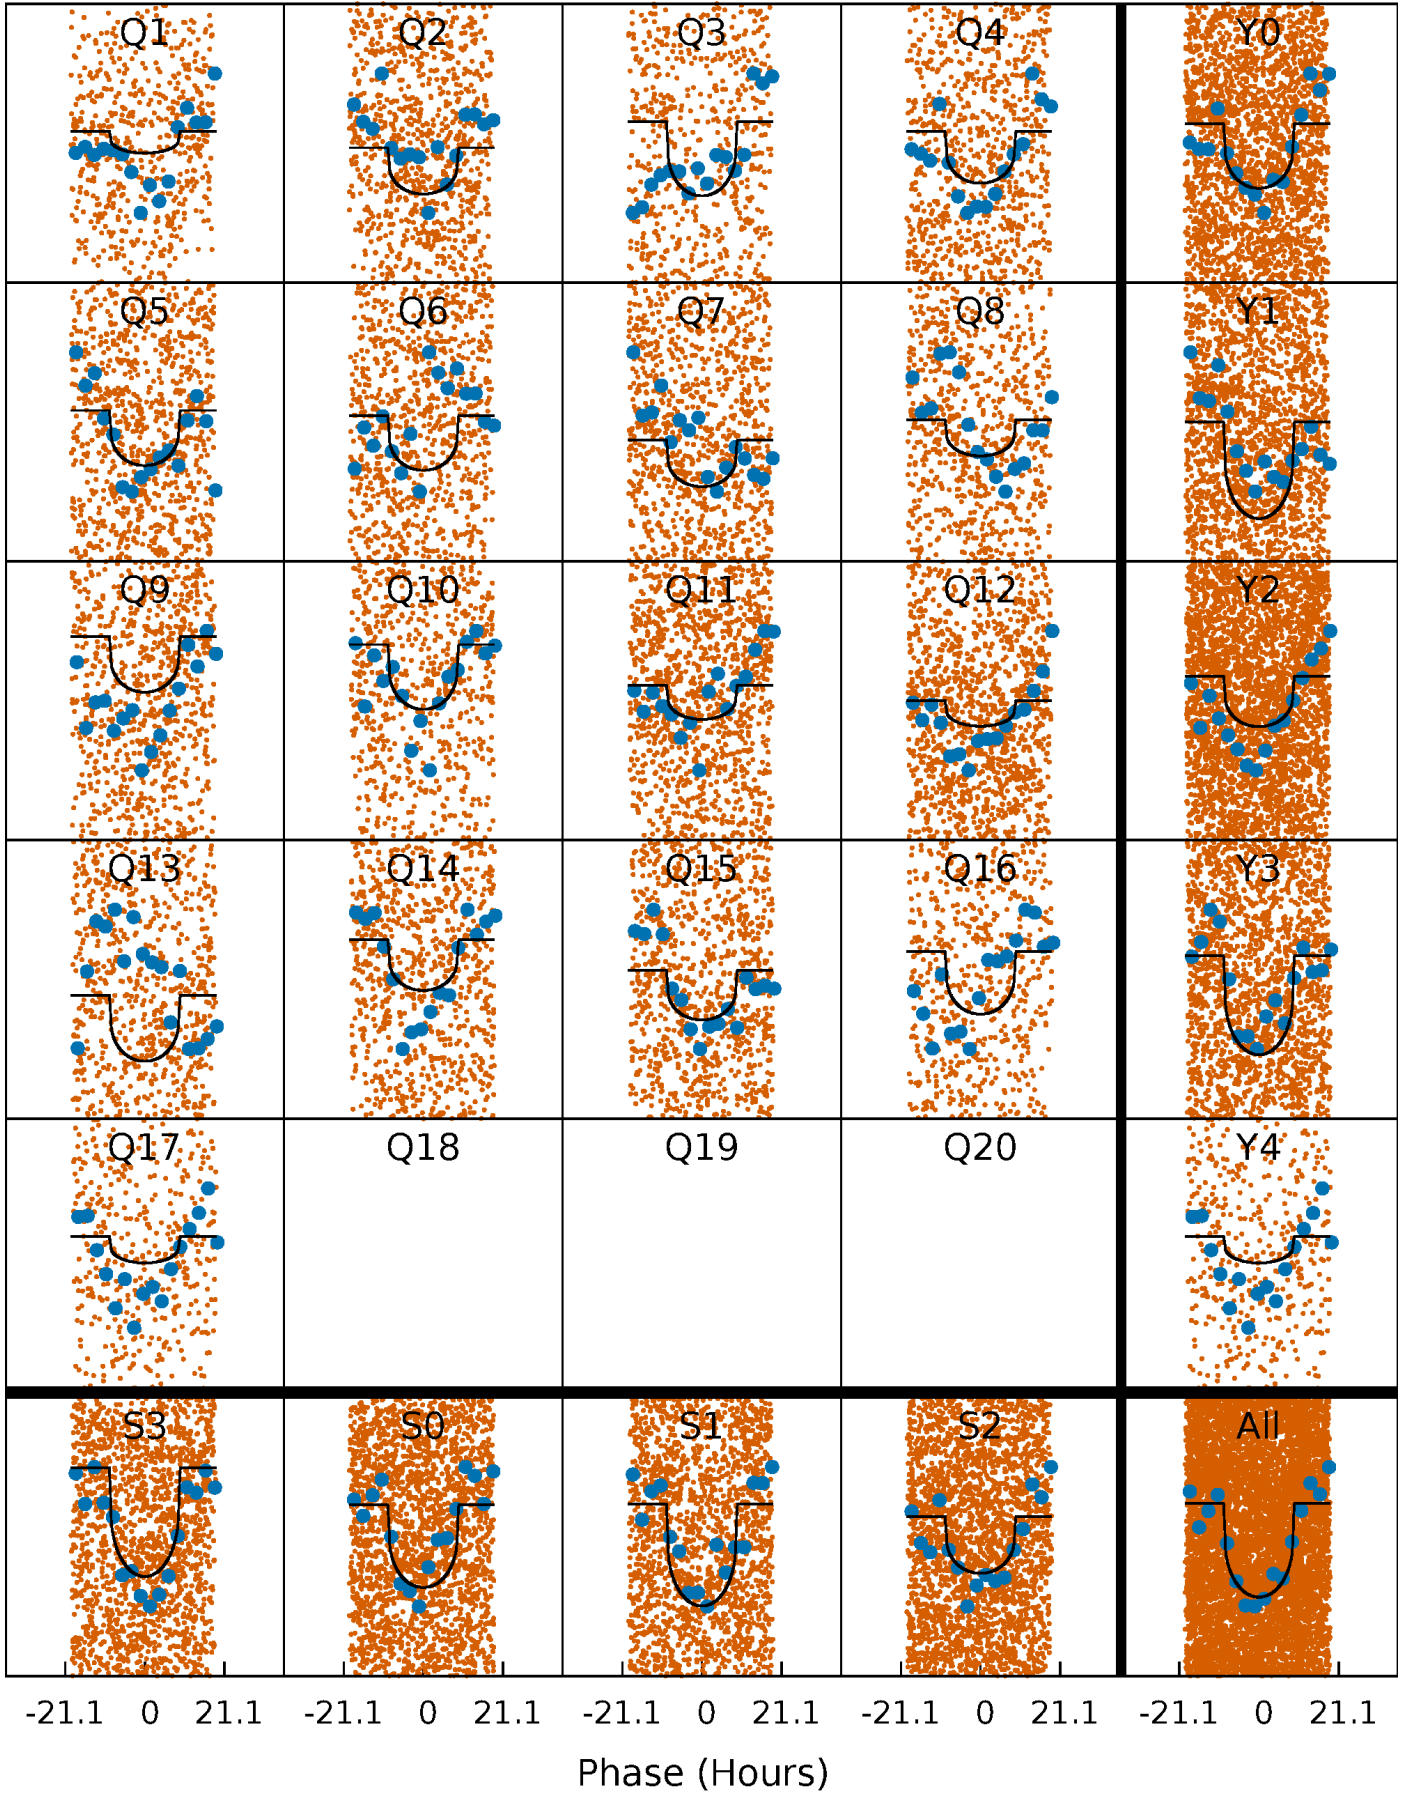 Q1 Q2 Q3 Q4 Y0
Q5 Q6 Q7 Q8 Y1
Q9 Q10 Q11 Q12 Y2
Q13 Q14 Q15 Q16 Y3
Q17 Q18 Q19 Q20 Y4
S3 S0 S1 S2 All
-21.1 0 21.1 -21.1 0 21.1 -21.1 0 21.1 -21.1 0 21.1 -21.1 0 21.1
Phase (Hours)